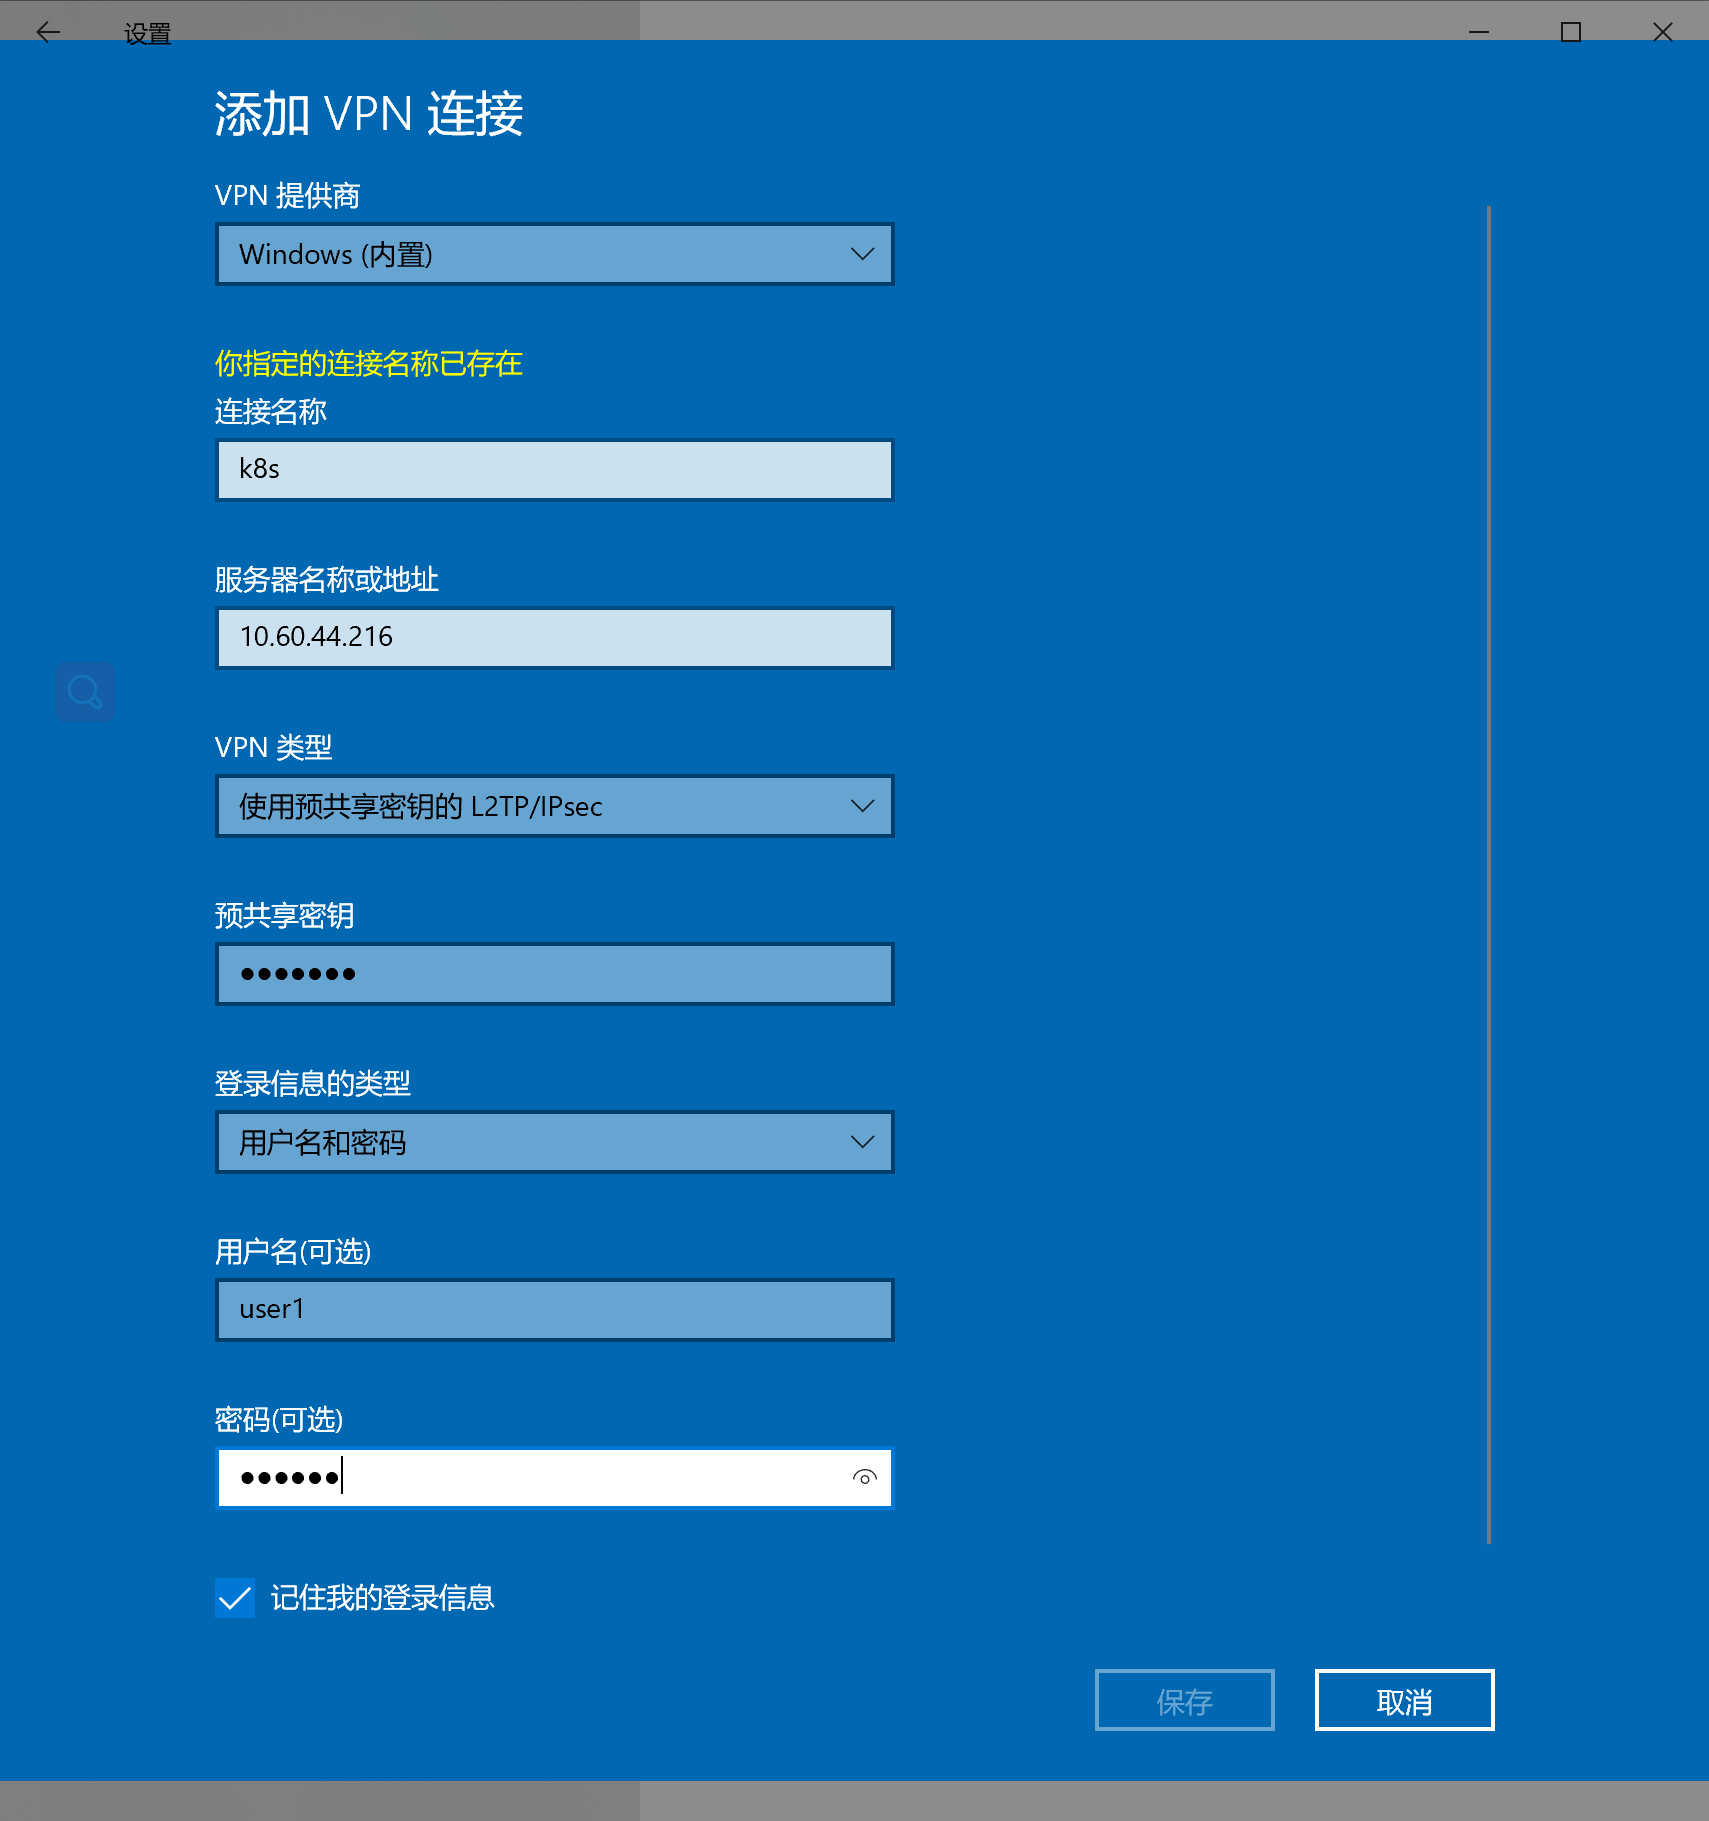 设置
添加 VPN 连接
VPN 提供商
Windows (内置)
你指定的连接名称已存在
连接名称
k8s
服务器名称或地址
10.60.44.216
VPN 类型
使用预共享密钥的 L2TP/IPsec
预共享密钥
●●●●●●●
登录信息的类型
用户名和密码
用户名(可选)
user1
密码(可选)
●●●●●●
记住我的登录信息
保存
取消